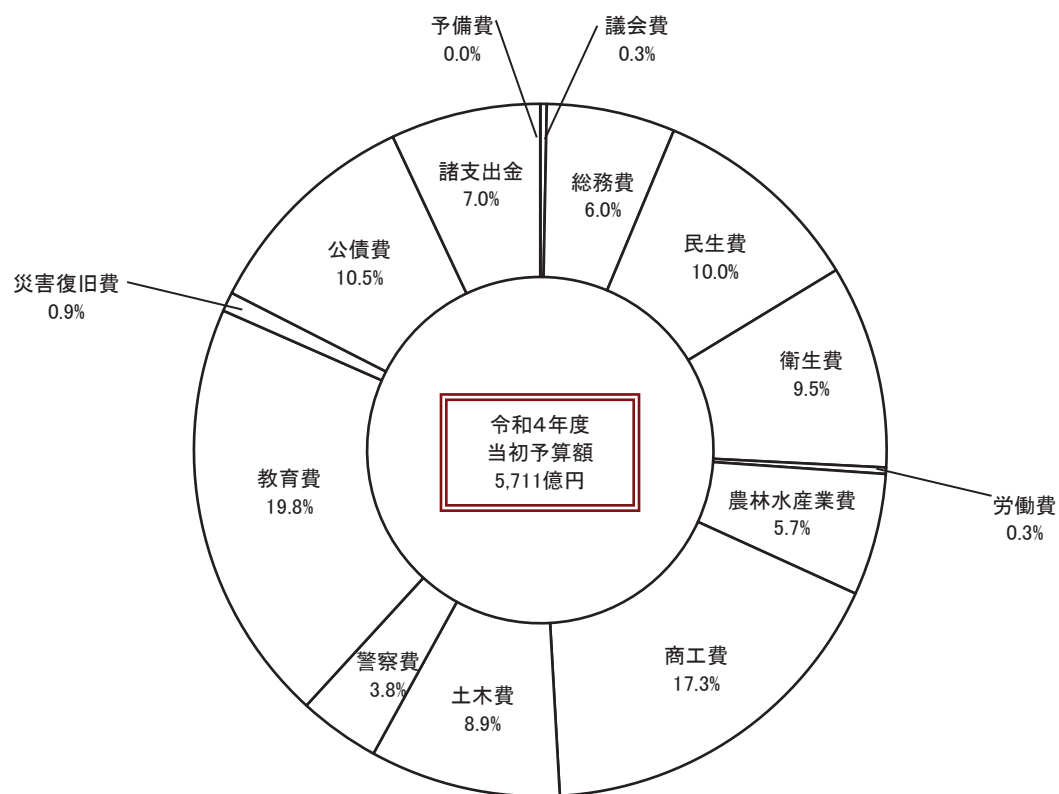 予備費
0.0%
議会費
0.3%
総務費
6.0%
民生費
10.0%
衛生費
9.5%
労働費
0.3%
農林水産業費
5.7%
商工費
17.3%
土木費
8.9%
警察費
3.8%
教育費
19.8%
災害復旧費
0.9%
公債費
10.5%
諸支出金
7.0%
令和4年度
当初予算額
5,711億円